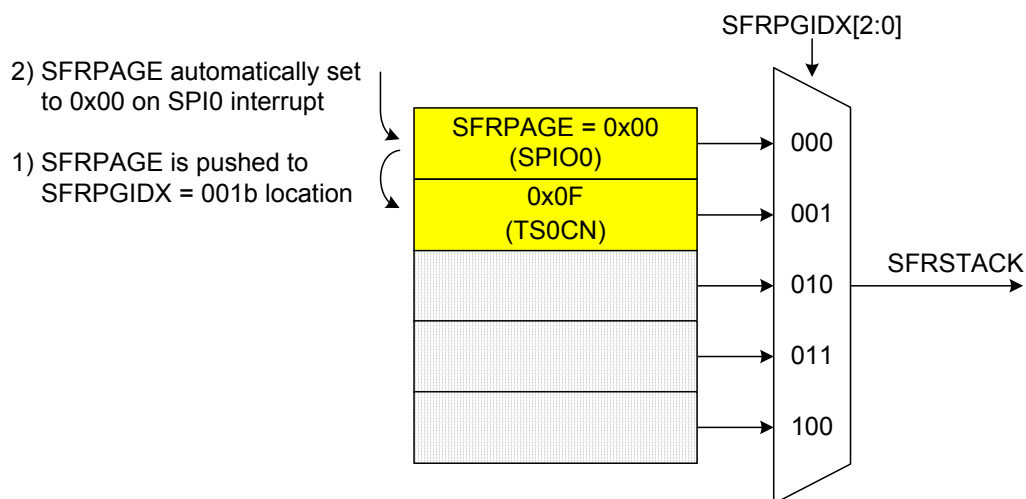 SFRPGIDX[2:0]
2) SFRPAGE automatically set
to 0x00 on SPI0 interrupt
1) SFRPAGE is pushed to
SFRPGIDX = 001b location
SFRPAGE = 0x00
(SPIO0)
0x0F
(TS0CN)
000
001
010
011
100
SFRSTACK